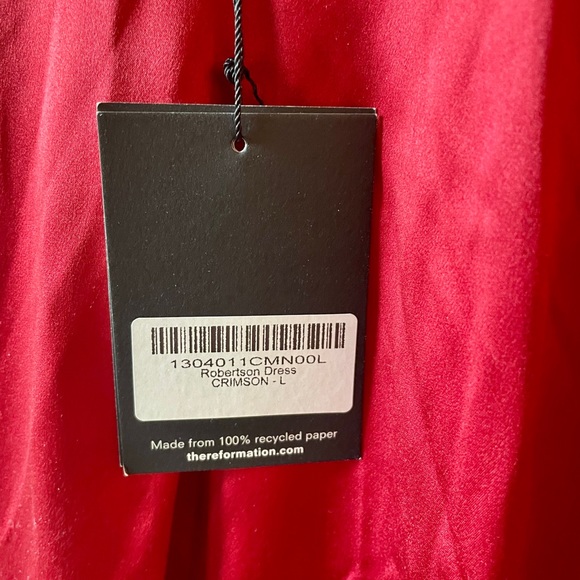 1304011CMN00L
Robertson Dress
CRIMSON - L
Made from 100% recycled paper
thereformation.com